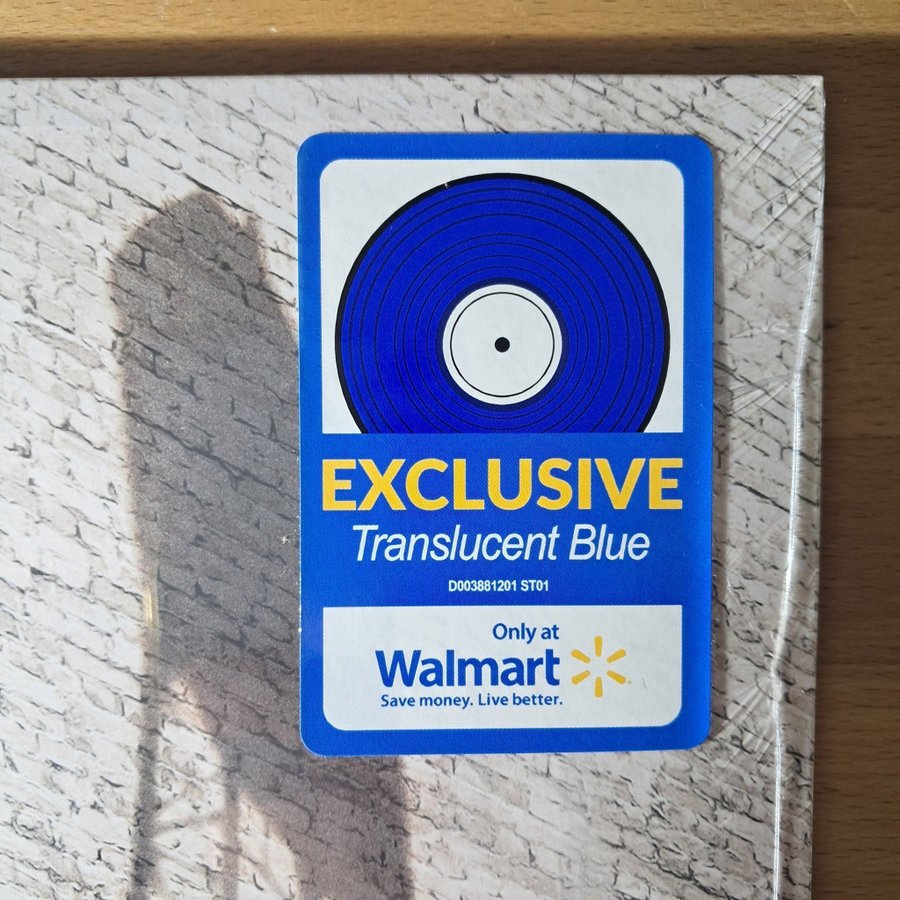 EXCLUSIVE
Translucent Blue
D003881201 ST01
Only at
Walmart
Save money. Live better.